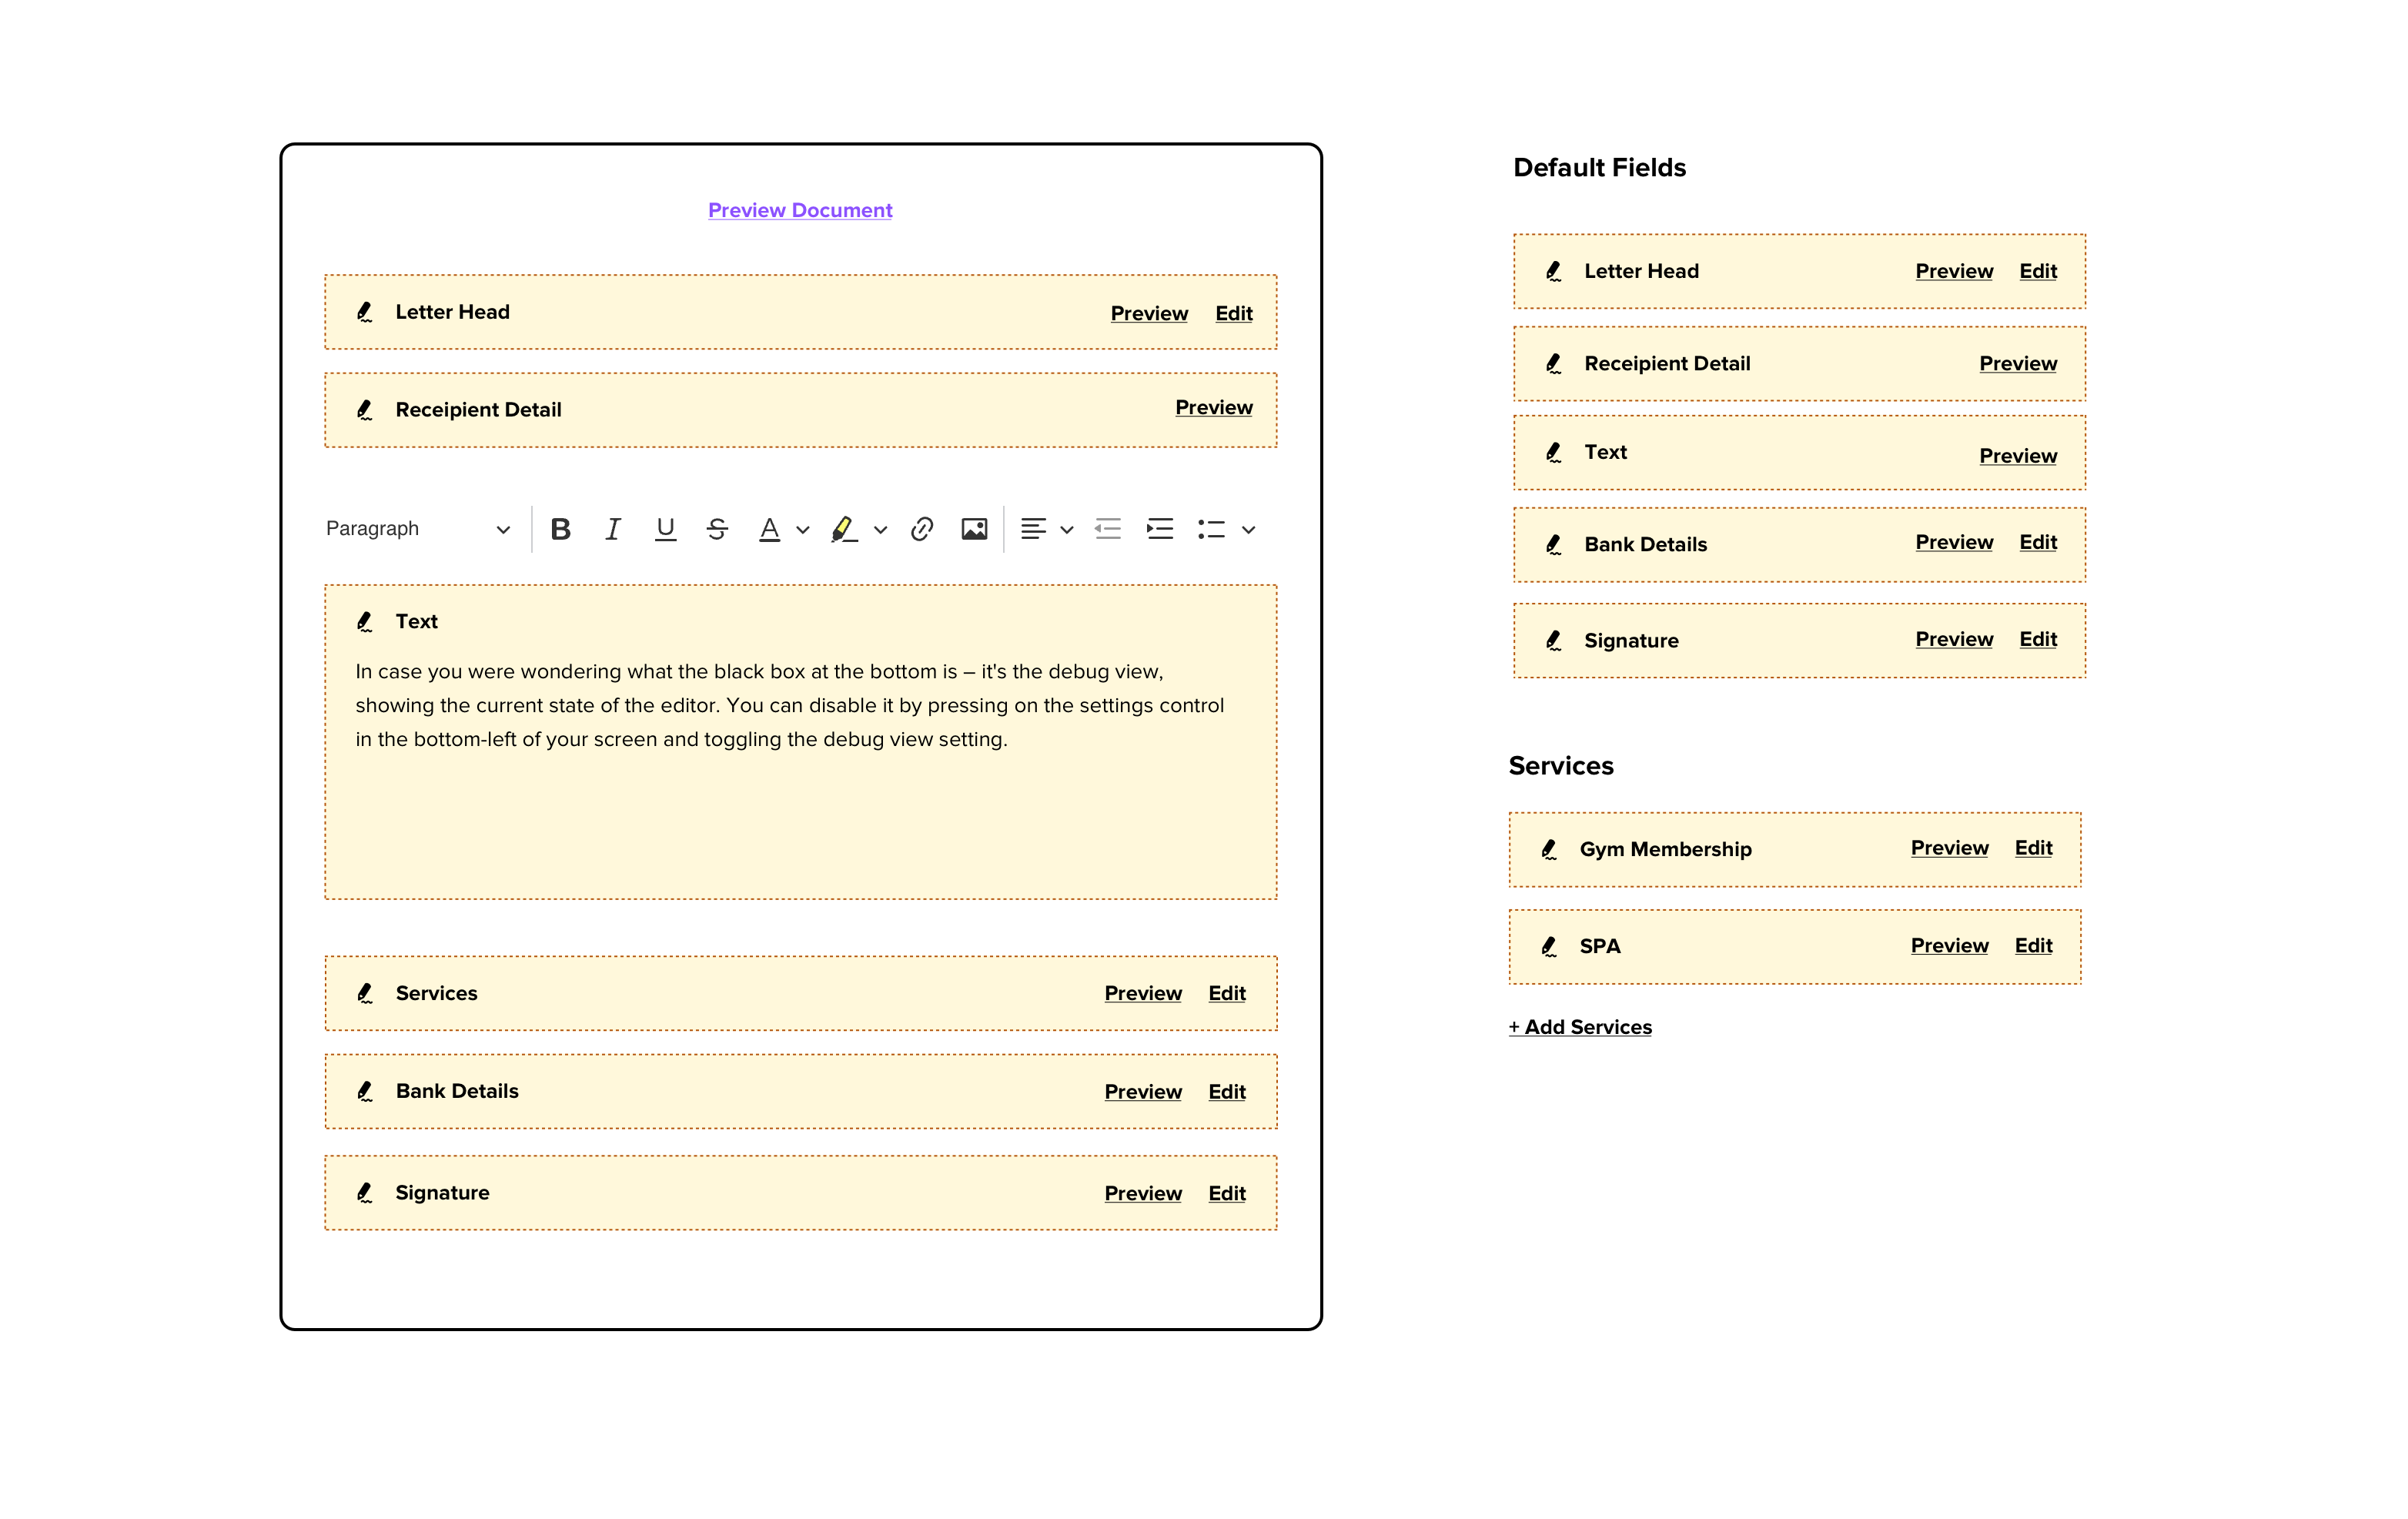 Preview Document
Letter Head Preview Edit
Receipient Detail Preview
Paragraph B I U S A
Text
In case you were wondering what the black box at the bottom is – it's the debug view,
showing the current state of the editor. You can disable it by pressing on the settings control
in the bottom-left of your screen and toggling the debug view setting.
Services Preview Edit
Bank Details Preview Edit
Signature Preview Edit
Default Fields
Letter Head Preview Edit
Receipient Detail Preview
Text Preview
Bank Details Preview Edit
Signature Preview Edit
Services
Gym Membership Preview Edit
SPA Preview Edit
+ Add Services